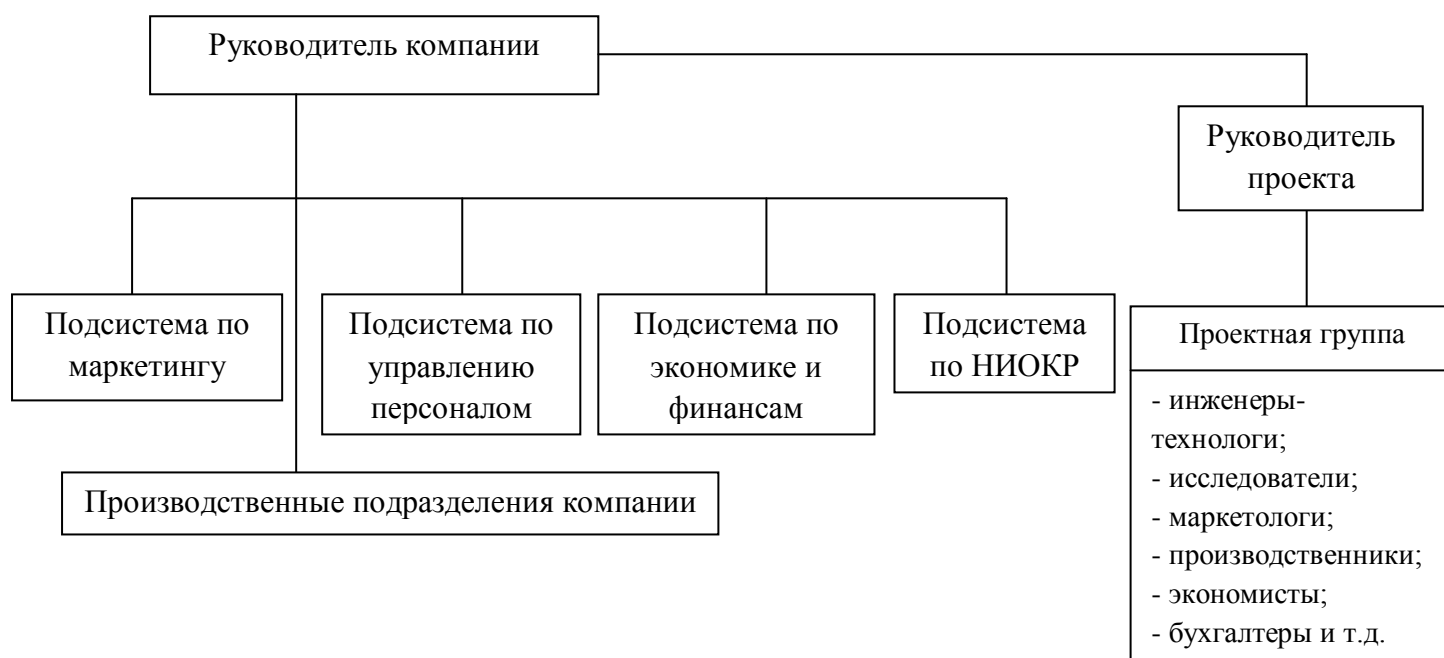 Руководитель компании
Руководитель
проекта
Подсистема по
маркетингу
Подсистема по
управлению
персоналом
Подсистема по
экономике и
финансам
Подсистема
по НИОКР
Проектная группа
- инженеры-
технологи;
- исследователи;
- маркетологи;
- производственники;
- экономисты;
- бухгалтеры и т.д.
Производственные подразделения компании